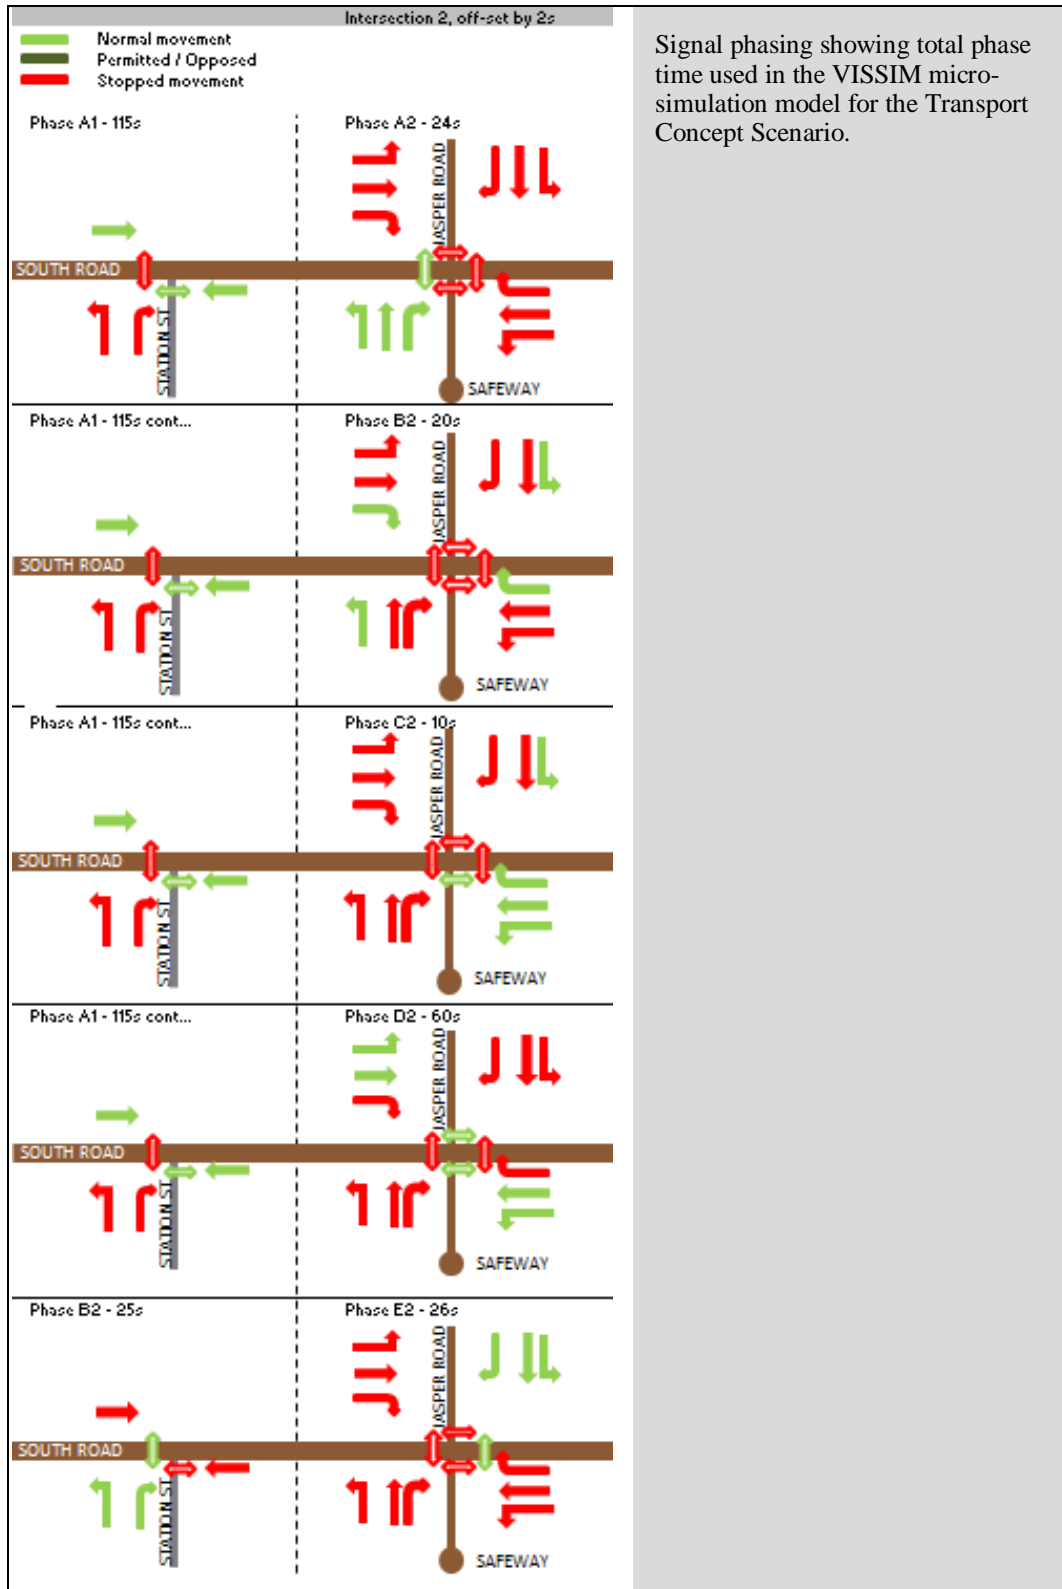 Intersection 2, off-set by 2s
Normal movement
Permitted / Opposed
Stopped movement
Signal phasing showing total phase
time used in the VISSIM micro-
simulation model for the Transport
Concept Scenario.
Phase A1 - 115s
Phase A2 - 24s
JASPER ROAD
SOUTH ROAD
STATION ST
SAFEWAY
Phase A1 - 115s cont...
Phase B2 - 20s
JASPER ROAD
SOUTH ROAD
STATION ST
SAFEWAY
Phase A1 - 115s cont...
Phase C2 - 10s
JASPER ROAD
SOUTH ROAD
STATION ST
SAFEWAY
Phase A1 - 115s cont...
Phase D2 - 60s
JASPER ROAD
SOUTH ROAD
STATION ST
SAFEWAY
Phase B2 - 25s
Phase E2 - 26s
JASPER ROAD
SOUTH ROAD
STATION ST
SAFEWAY